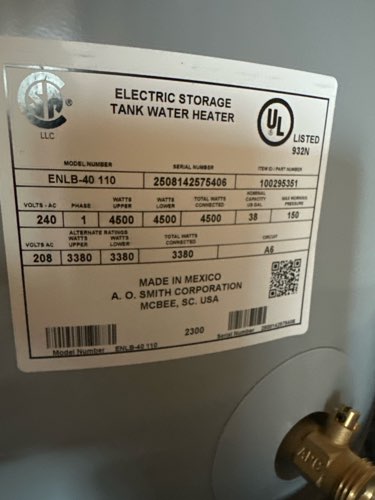 ELECTRIC STORAGE
TANK WATER HEATER
LLC
UL
LISTED
932N
MODEL NUMBER SERIAL NUMBER ITEM ID / PART NUMBER
ENLB-40 110 2508142575406 100295351
VOLTS - AC PHASE WATTS UPPER WATTS LOWER TOTAL WATTS CONNECTED NOMINAL CAPACITY US GAL MAX WORKING PRESSURE
240 1 4500 4500 4500 38 150
VOLTS - AC ALTERNATE RATINGS WATTS UPPER WATTS LOWER TOTAL WATTS CONNECTED CIRCUIT
208 3380 3380 3380 A6
MADE IN MEXICO
A. O. SMITH CORPORATION
MCBEE, SC. USA
2300
Model Number ENLB-40 110
Serial Number 2508142575406